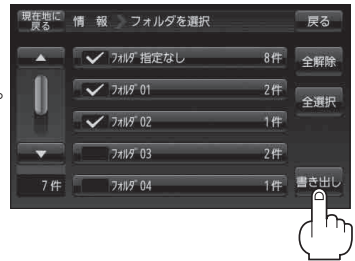 現在地に
戻る
情 報 フォルダを選択
戻る
▲
✓ ﾌｫﾙﾀﾞ指定なし 8件
全解除
✓ ﾌｫﾙﾀﾞ01 2件
全選択
✓ ﾌｫﾙﾀﾞ02 1件
▼
ﾌｫﾙﾀﾞ03 2件
7件
ﾌｫﾙﾀﾞ04 1件
書き出し
。